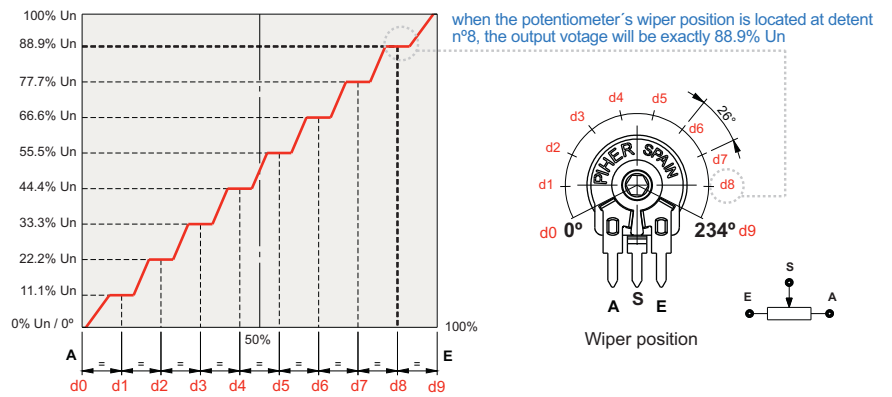 when the potentiometer´s wiper position is located at detent
nº8, the output votage will be exactly 88.9% Un
100% Un
88.9% Un
77.7% Un
66.6% Un
55.5% Un
44.4% Un
33.3% Un
22.2% Un
11.1% Un
0% Un / 0º
50%
100%
A
E
= = = = = = = = =
d0 d1 d2 d3 d4 d5 d6 d7 d8 d9
d4 d5
d3 d6 26°
d2 d7
d1 d8
PIHER SPAIN
d0 0º 234º d9
A S E
Wiper position
S
E A